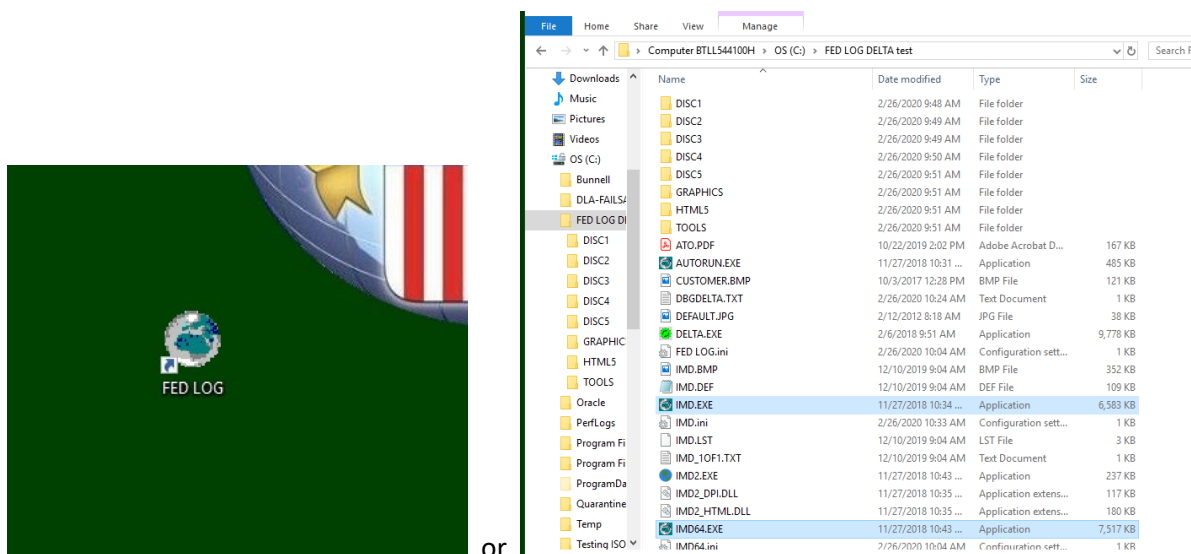 FED LOG
or
File Home Share View Manage
Computer BTLL544100H > OS (C:) > FED LOG DELTA test Search
Downloads
Music
Pictures
Videos
OS (C:)
Bunnell
DLA-FAILSA
FED LOG DI
DISC1
DISC2
DISC3
DISC4
DISC5
GRAPHIC
HTML5
TOOLS
Oracle
PerfLogs
Program Fi
Program Fi
ProgramDa
Quarantine
Temp
Testing ISO
Name Date modified Type Size
DISC1 2/26/2020 9:48 AM File folder
DISC2 2/26/2020 9:49 AM File folder
DISC3 2/26/2020 9:49 AM File folder
DISC4 2/26/2020 9:50 AM File folder
DISC5 2/26/2020 9:51 AM File folder
GRAPHICS 2/26/2020 9:51 AM File folder
HTML5 2/26/2020 9:51 AM File folder
TOOLS 2/26/2020 9:51 AM File folder
ATO.PDF 10/22/2019 2:02 PM Adobe Acrobat D... 167 KB
AUTORUN.EXE 11/27/2018 10:31 ... Application 485 KB
CUSTOMER.BMP 10/3/2017 12:28 PM BMP File 121 KB
DBGDELTA.TXT 2/26/2020 10:24 AM Text Document 1 KB
DEFAULT.JPG 2/12/2012 8:18 AM JPG File 38 KB
DELTA.EXE 2/6/2018 9:51 AM Application 9,778 KB
FED LOG.ini 2/26/2020 10:04 AM Configuration sett... 1 KB
IMD.BMP 12/10/2019 9:04 AM BMP File 352 KB
IMD.DEF 12/10/2019 9:04 AM DEF File 109 KB
IMD.EXE 11/27/2018 10:34 ... Application 6,583 KB
IMD.ini 2/26/2020 10:33 AM Configuration sett... 1 KB
IMD.LST 12/10/2019 9:04 AM LST File 3 KB
IMD_1OF1.TXT 12/10/2019 9:04 AM Text Document 1 KB
IMD2.EXE 11/27/2018 10:43 ... Application 237 KB
IMD2_DPI.DLL 11/27/2018 10:35 ... Application extens... 117 KB
IMD2_HTML.DLL 11/27/2018 10:35 ... Application extens... 180 KB
IMD64.EXE 11/27/2018 10:43 ... Application 7,517 KB
IMD64.ini 2/26/2020 10:04 AM Configuration sett... 1 KB